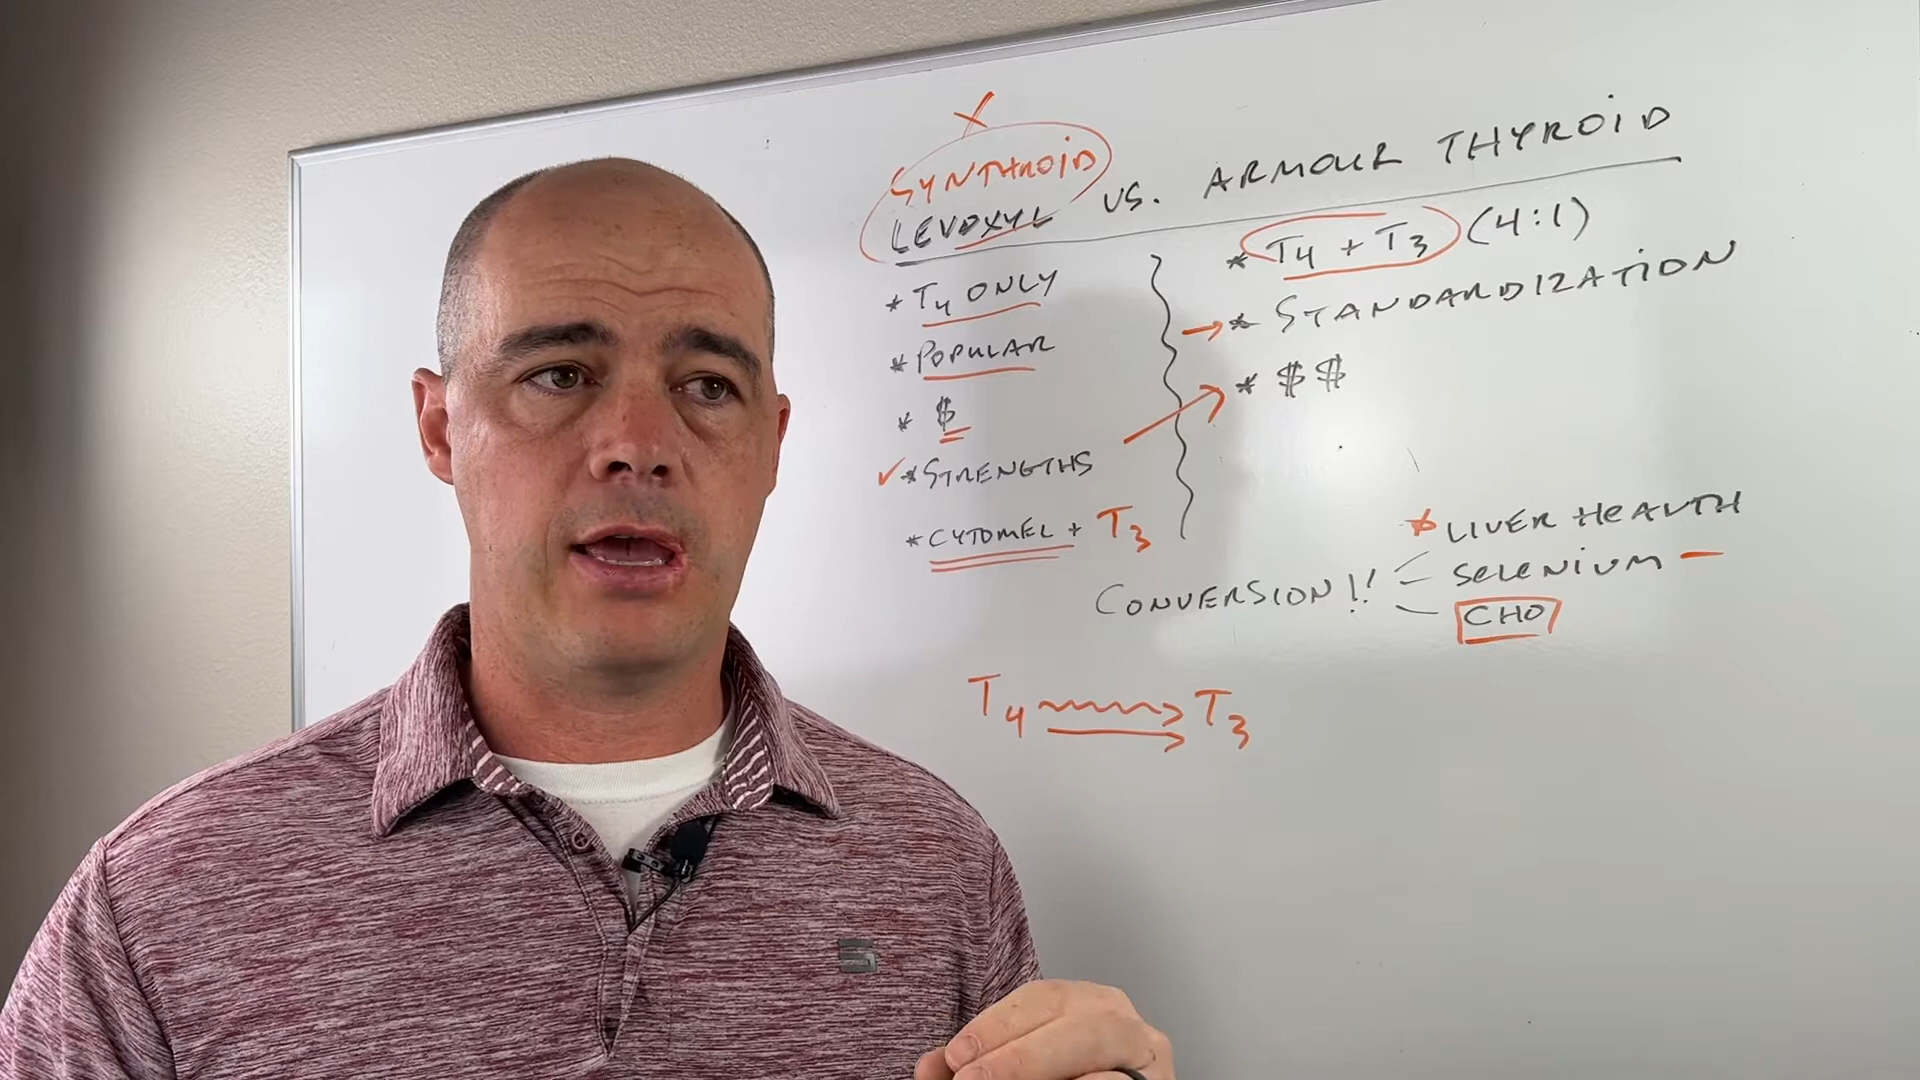 X
SYNTHROID
LEVOXYL VS. ARMOUR THYROID
* T4 ONLY
* POPULAR
* $
✓ * STRENGTHS
* CYTOMEL + T3
* T4 + T3 (4:1)
→ * STANDARDIZATION
* $$
CONVERSION!!
* LIVER HEALTH
SELENIUM —
CHO
T4 → T3
S